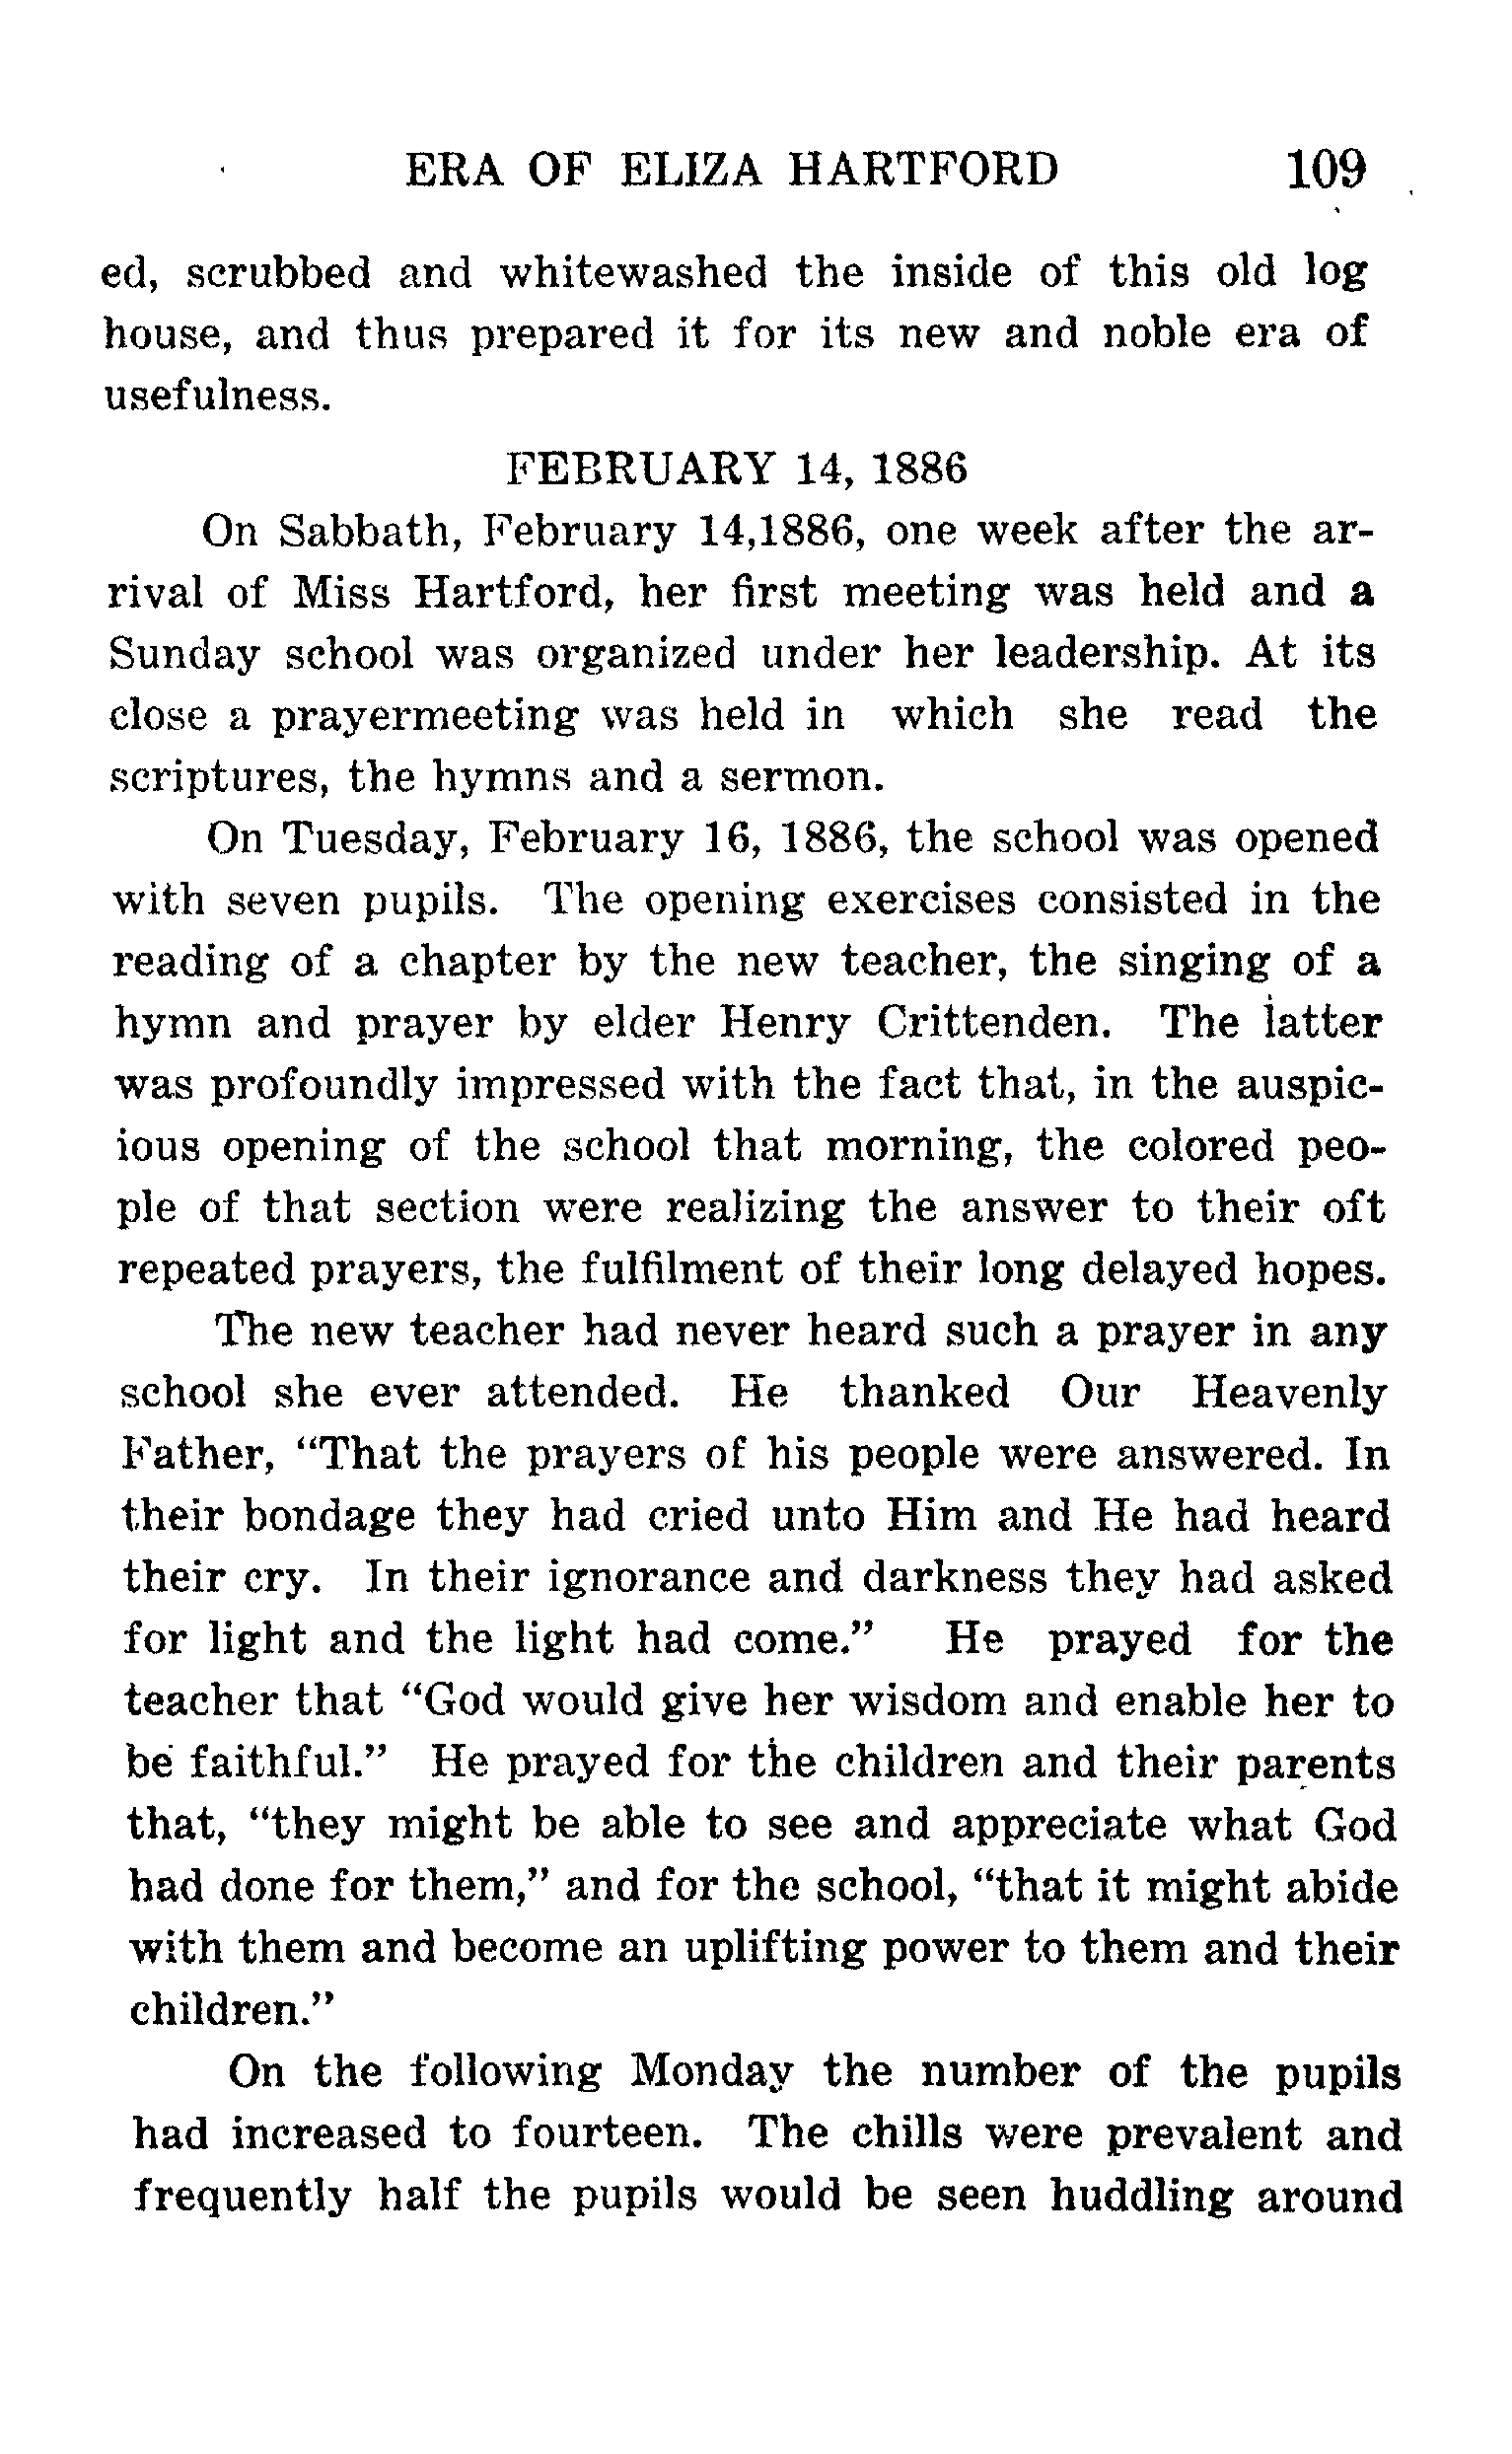 ERA OF ELIZA HARTFORD 109
ed, scrubbed and whitewashed the inside of this old log
house, and thus prepared it for its new and noble era of
usefulness.
FEBRUARY 14, 1886
On Sabbath, February 14,1886, one week after the ar-
rival of Miss Hartford, her first meeting was held and a
Sunday school was organized under her leadership. At its
close a prayermeeting was held in which she read the
scriptures, the hymns and a sermon.
On Tuesday, February 16, 1886, the school was opened
with seven pupils. The opening exercises consisted in the
reading of a chapter by the new teacher, the singing of a
hymn and prayer by elder Henry Crittenden. The latter
was profoundly impressed with the fact that, in the auspic-
ious opening of the school that morning, the colored peo-
ple of that section were realizing the answer to their oft
repeated prayers, the fulfilment of their long delayed hopes.
The new teacher had never heard such a prayer in any
school she ever attended. He thanked Our Heavenly
Father, "That the prayers of his people were answered. In
their bondage they had cried unto Him and He had heard
their cry. In their ignorance and darkness they had asked
for light and the light had come." He prayed for the
teacher that "God would give her wisdom and enable her to
be faithful." He prayed for the children and their parents
that, "they might be able to see and appreciate what God
had done for them," and for the school, "that it might abide
with them and become an uplifting power to them and their
children."
On the following Monday the number of the pupils
had increased to fourteen. The chills were prevalent and
frequently half the pupils would be seen huddling around